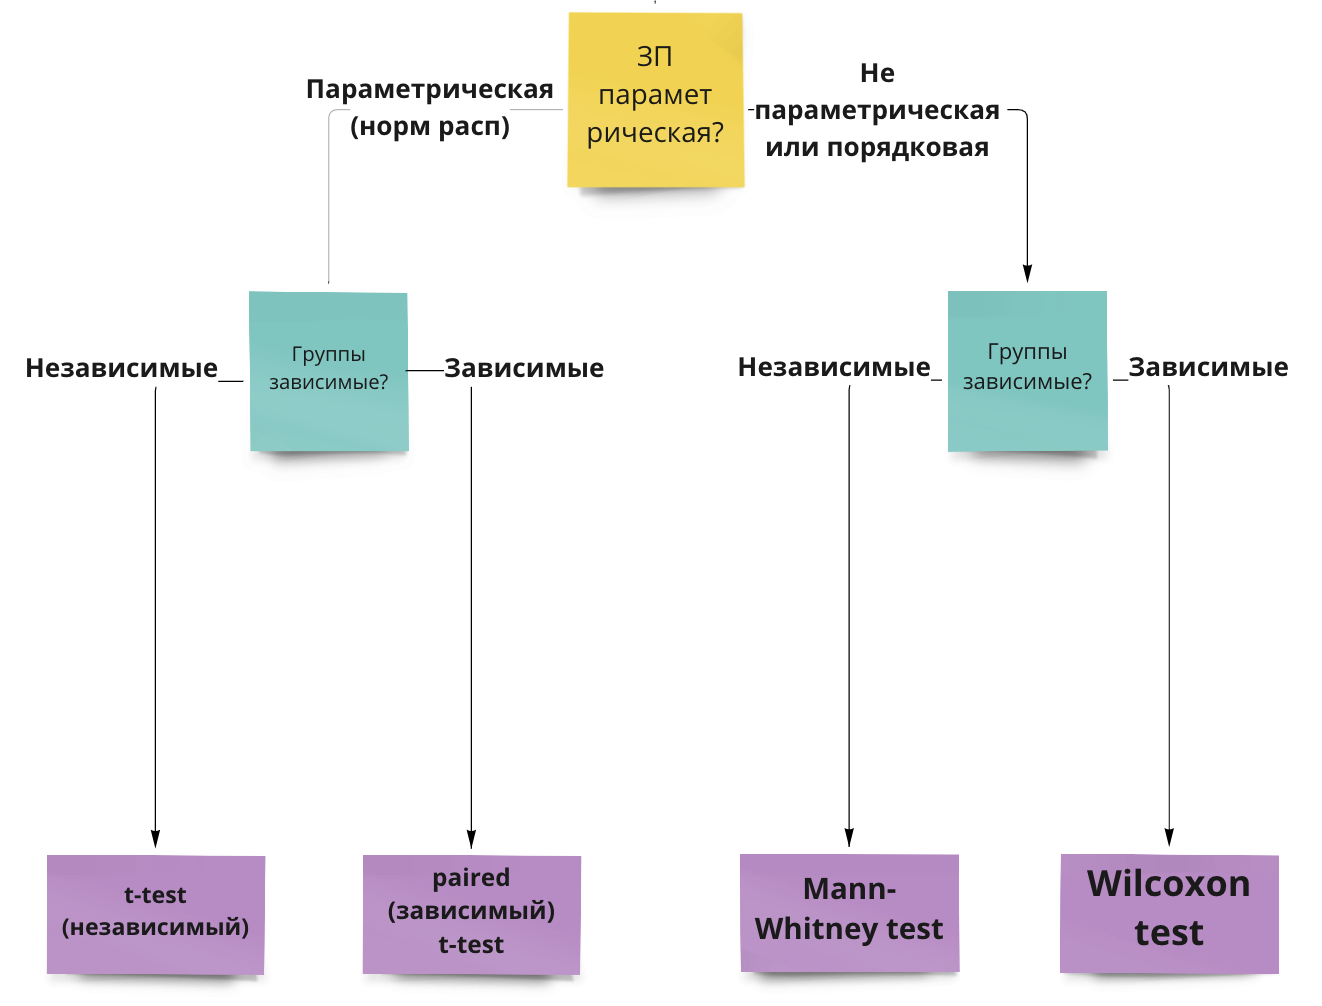 ЗП
парамет
рическая?
Параметрическая
(норм расп)
Не
параметрическая
или порядковая
Группы
зависимые?
Независимые
Зависимые
Группы
зависимые?
Независимые
Зависимые
t-test
(независимый)
paired
(зависимый)
t-test
Mann-
Whitney test
Wilcoxon
test